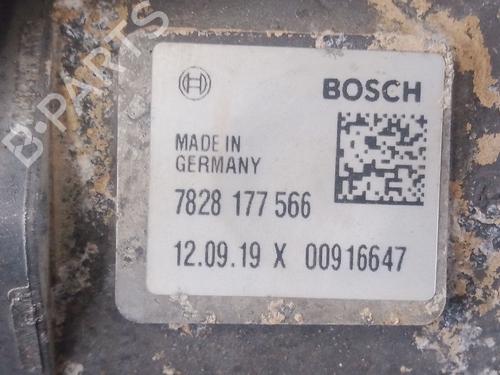 B-PARTS
BOSCH
MADE IN
GERMANY
7828 177 566
12.09.19 X 00916647